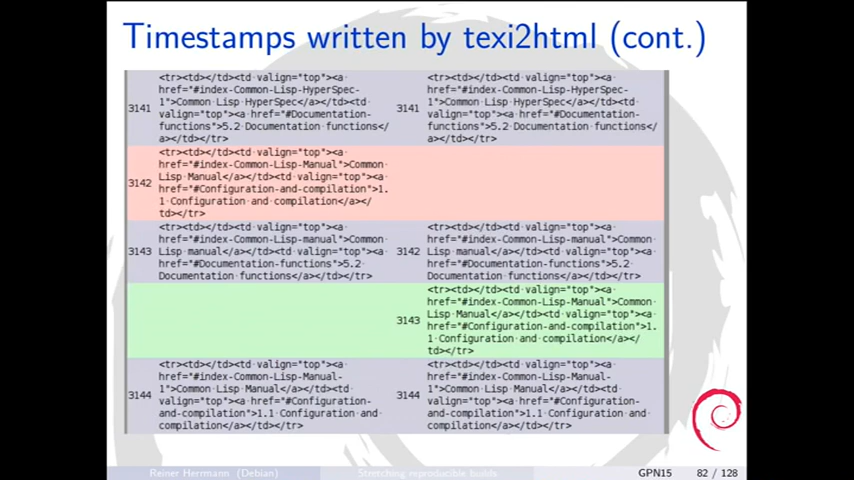 Timestamps written by texi2html (cont.)
<tr><td></td><td valign="top"><a
href="#index-Common-Lisp-HyperSpec-
3141 1">Common Lisp HyperSpec</a></td><td
valign="top"><a href="#Documentation-
functions">5.2 Documentation functions</
a></td></tr>
<tr><td></td><td valign="top"><a
href="#index-Common-Lisp-HyperSpec-
3141 1">Common Lisp HyperSpec</a></td><td
valign="top"><a href="#Documentation-
functions">5.2 Documentation functions</
a></td></tr>
<tr><td></td><td valign="top"><a
href="#index-Common-Lisp-Manual">Common
Lisp Manual</a></td><td valign="top"><a
3142 href="#Configuration-and-compilation">1.
1 Configuration and compilation</a></
td></tr>
<tr><td></td><td valign="top"><a
href="#index-Common-Lisp-manual">Common
3143 Lisp manual</a></td><td valign="top"><a
href="#Documentation-functions">5.2
Documentation functions</a></td></tr>
<tr><td></td><td valign="top"><a
href="#index-Common-Lisp-manual">Common
3142 Lisp manual</a></td><td valign="top"><a
href="#Documentation-functions">5.2
Documentation functions</a></td></tr>
<tr><td></td><td valign="top"><a
href="#index-Common-Lisp-Manual">Common
Lisp Manual</a></td><td valign="top"><a
3143 href="#Configuration-and-compilation">1.
1 Configuration and compilation</a></
td></tr>
<tr><td></td><td valign="top"><a
href="#index-Common-Lisp-Manual-
3144 1">Common Lisp Manual</a></td><td
valign="top"><a href="#Configuration-
and-compilation">1.1 Configuration and
compilation</a></td></tr>
<tr><td></td><td valign="top"><a
href="#index-Common-Lisp-Manual-
3144 1">Common Lisp Manual</a></td><td
valign="top"><a href="#Configuration-
and-compilation">1.1 Configuration and
compilation</a></td></tr>
Reiner Herrmann (Debian) Stretching reproducible builds GPN15 82 / 128